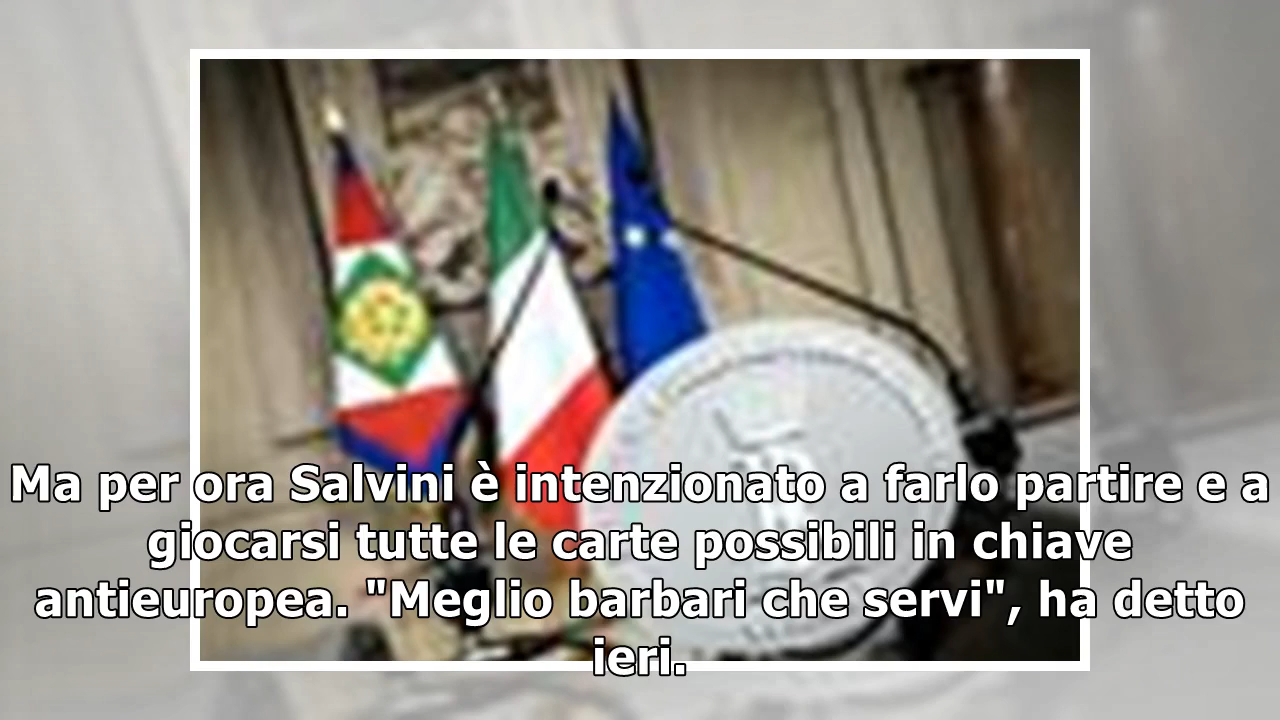 Ma per ora Salvini è intenzionato a farlo partire e a
giocarsi tutte le carte possibili in chiave
antieuropea. "Meglio barbari che servi", ha detto
ieri.